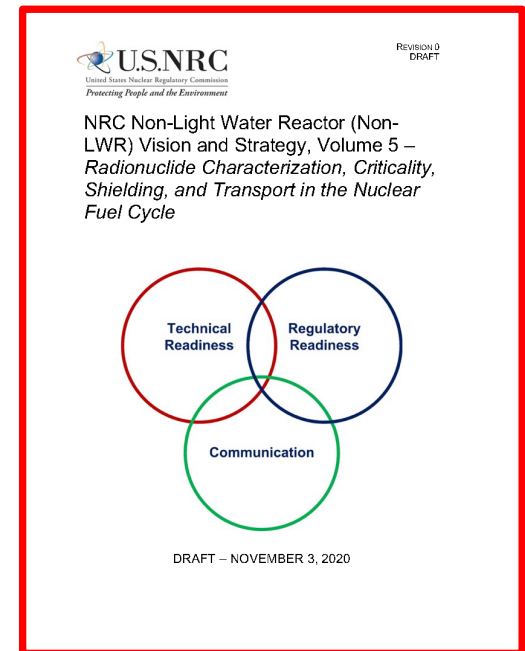 REVISION 0
DRAFT
U.S.NRC
United States Nuclear Regulatory Commission
Protecting People and the Environment
NRC Non-Light Water Reactor (Non-
LWR) Vision and Strategy, Volume 5 –
Radionuclide Characterization, Criticality,
Shielding, and Transport in the Nuclear
Fuel Cycle
Technical
Readiness
Regulatory
Readiness
Communication
DRAFT – NOVEMBER 3, 2020